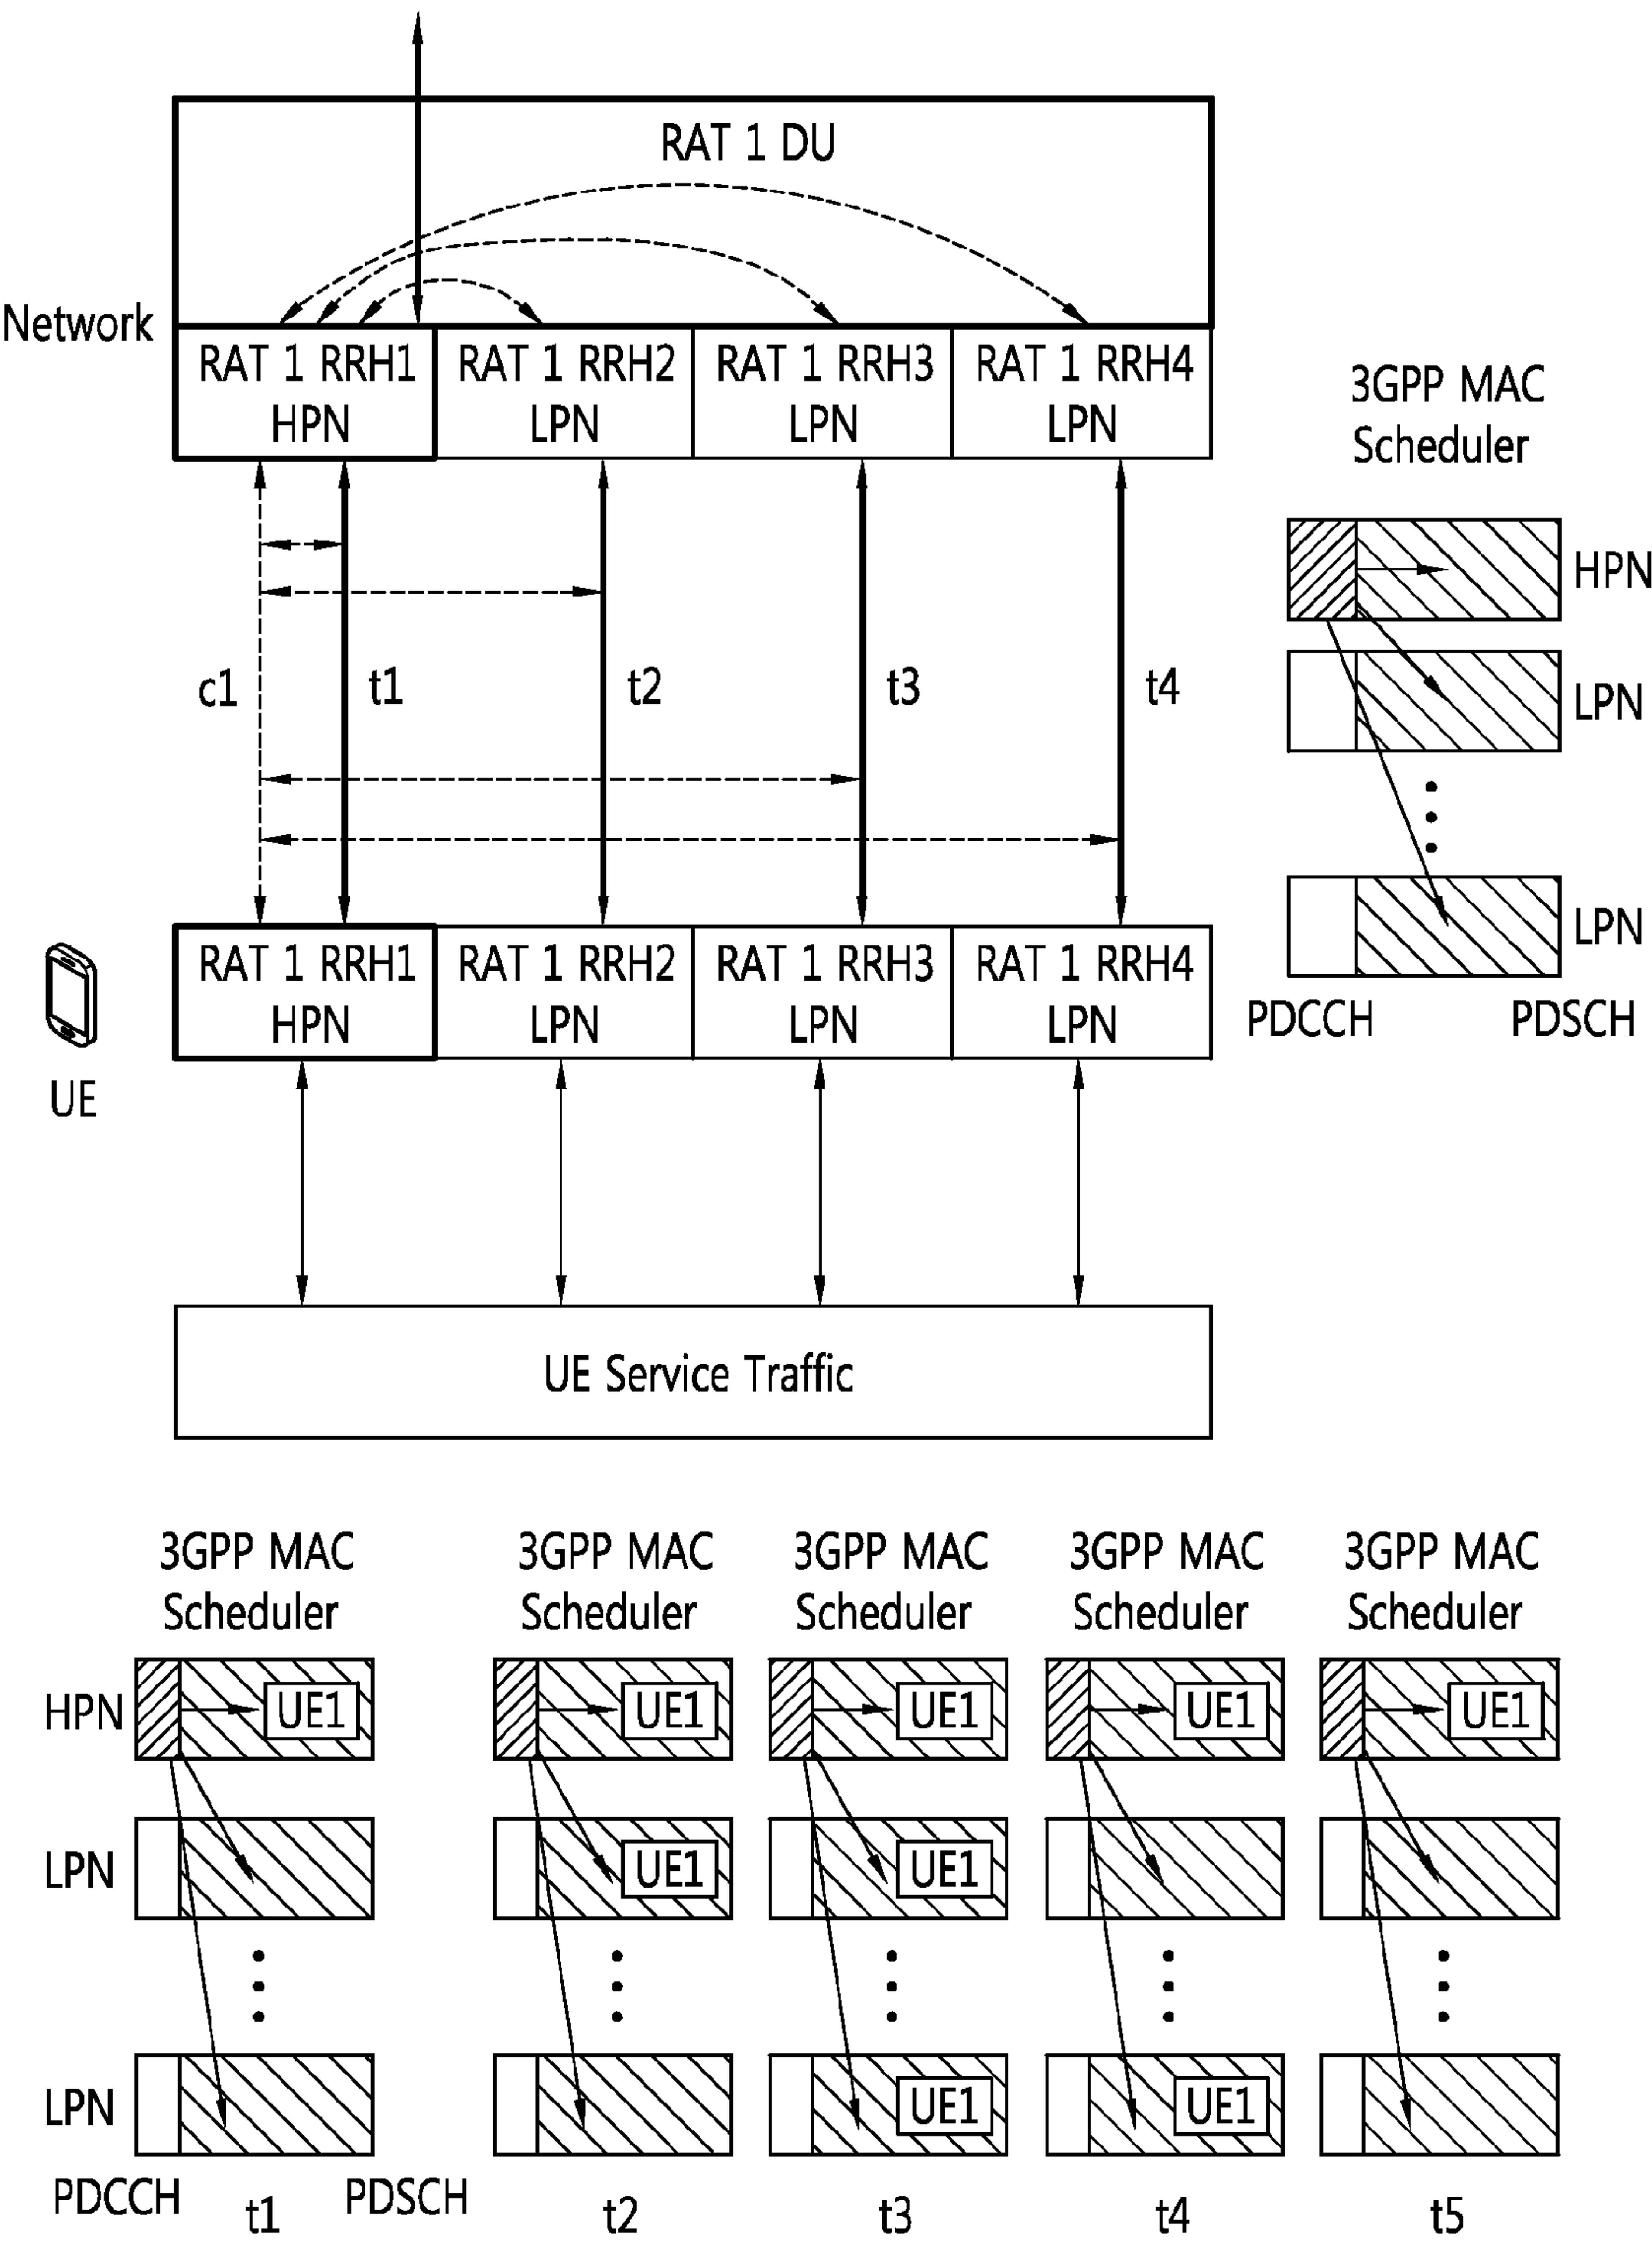 RAT 1 DU
Network
RAT 1 RRH1
HPN
RAT 1 RRH2
LPN
RAT 1 RRH3
LPN
RAT 1 RRH4
LPN
3GPP MAC
Scheduler
HPN
LPN
LPN
PDCCH
PDSCH
c1
t1
t2
t3
t4
UE
RAT 1 RRH1
HPN
RAT 1 RRH2
LPN
RAT 1 RRH3
LPN
RAT 1 RRH4
LPN
UE Service Traffic
3GPP MAC
Scheduler
3GPP MAC
Scheduler
3GPP MAC
Scheduler
3GPP MAC
Scheduler
3GPP MAC
Scheduler
HPN
UE1
UE1
UE1
UE1
UE1
LPN
UE1
UE1
LPN
UE1
UE1
PDCCH
t1
PDSCH
t2
t3
t4
t5